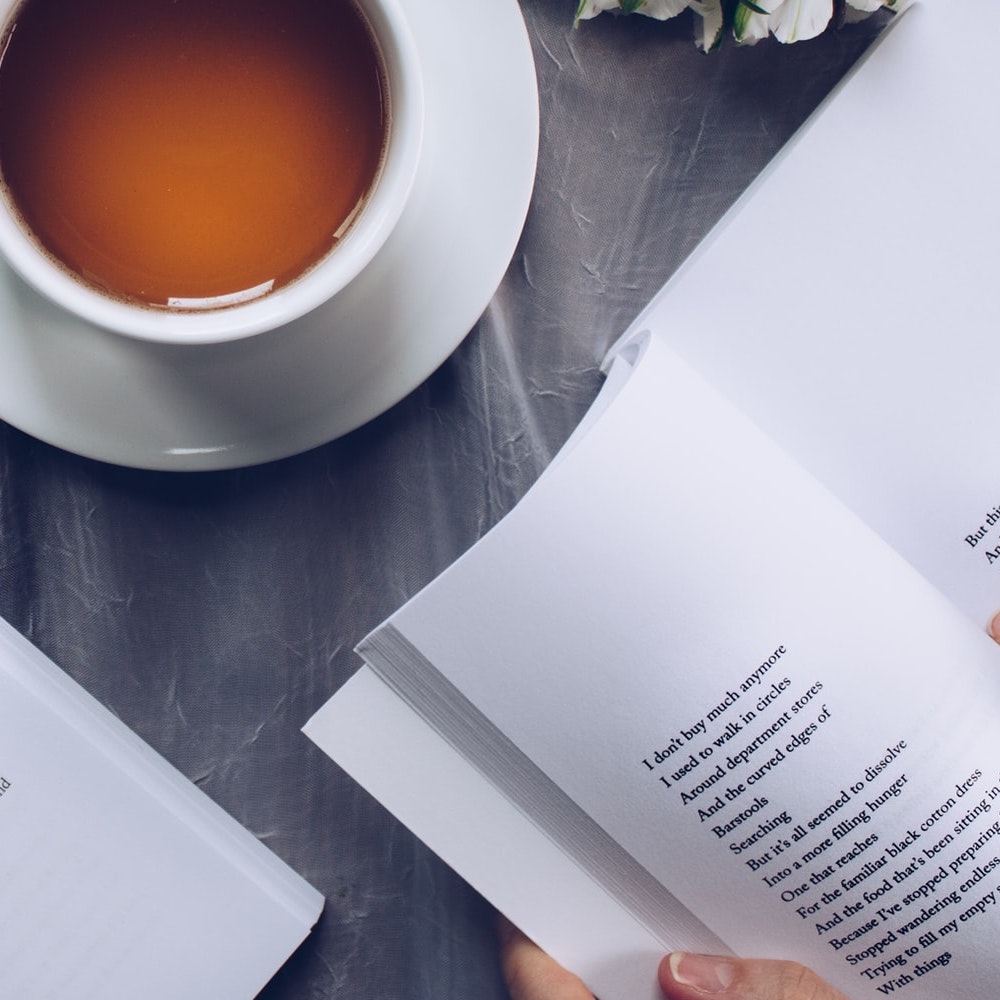 I don't buy much anymore
I used to walk in circles
Around department stores
And the curved edges of
Barstools
Searching
But it's all seemed to dissolve
Into a more filling hunger
One that reaches
For the familiar black cotton dress
And the food that's been sitting in
Because I've stopped preparing
Stopped wandering endless
Trying to fill my empty
With things
But